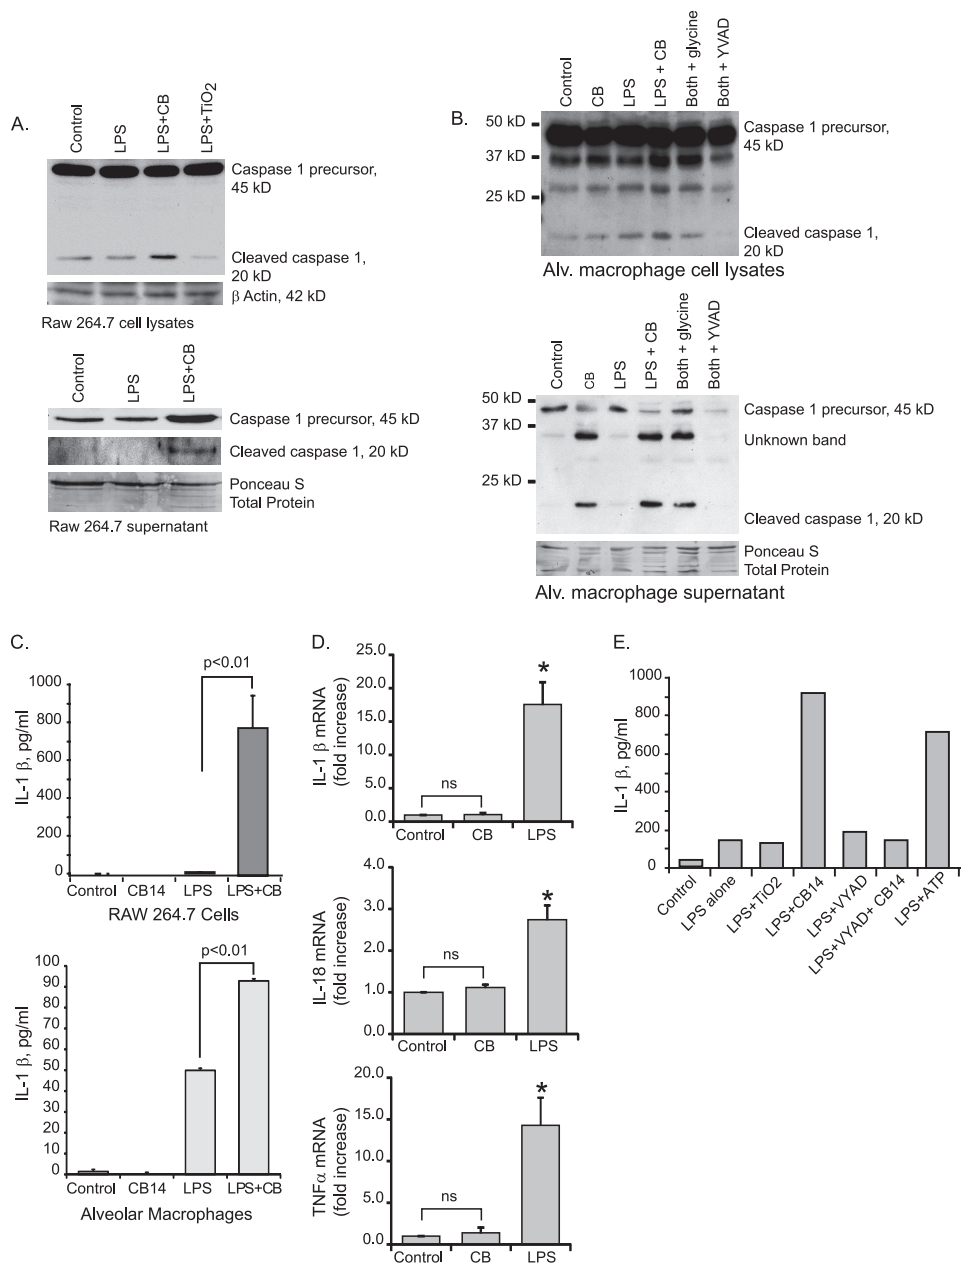 A.
Control
LPS
LPS+CB
LPS+TiO2
Caspase 1 precursor,
45 kD
Cleaved caspase 1,
20 kD
β Actin, 42 kD
Raw 264.7 cell lysates
Control
LPS
LPS+CB
Caspase 1 precursor, 45 kD
Cleaved caspase 1, 20 kD
Ponceau S
Total Protein
Raw 264.7 supernatant
B.
Control
CB
LPS
LPS + CB
Both + glycine
Both + YVAD
50 kD
37 kD
25 kD
Caspase 1 precursor,
45 kD
Cleaved caspase 1,
20 kD
Alv. macrophage cell lysates
Control
CB
LPS
LPS + CB
Both + glycine
Both + YVAD
50 kD
37 kD
25 kD
Caspase 1 precursor, 45 kD
Unknown band
Cleaved caspase 1, 20 kD
Ponceau S
Total Protein
Alv. macrophage supernatant
C.
p<0.01
IL-1 β, pg/ml
1000
800
600
400
200
0
Control
CB14
LPS
LPS+CB
RAW 264.7 Cells
p<0.01
IL-1 β, pg/ml
100
90
80
70
60
50
40
30
20
10
0
Control
CB14
LPS
LPS+CB
Alveolar Macrophages
D.
IL-1 β mRNA
(fold increase)
25.0
20.0
15.0
10.0
5.0
0.0
ns
*
Control
CB
LPS
IL-18 mRNA
(fold increase)
4.0
3.0
2.0
1.0
0.0
ns
*
Control
CB
LPS
TNFα mRNA
(fold increase)
20.0
15.0
10.0
5.0
0.0
ns
*
Control
CB
LPS
E.
IL-1 β, pg/ml
1000
800
600
400
200
0
Control
LPS alone
LPS+TIO2
LPS+CB14
LPS+VYAD
LPS+VYAD+ CB14
LPS+ATP